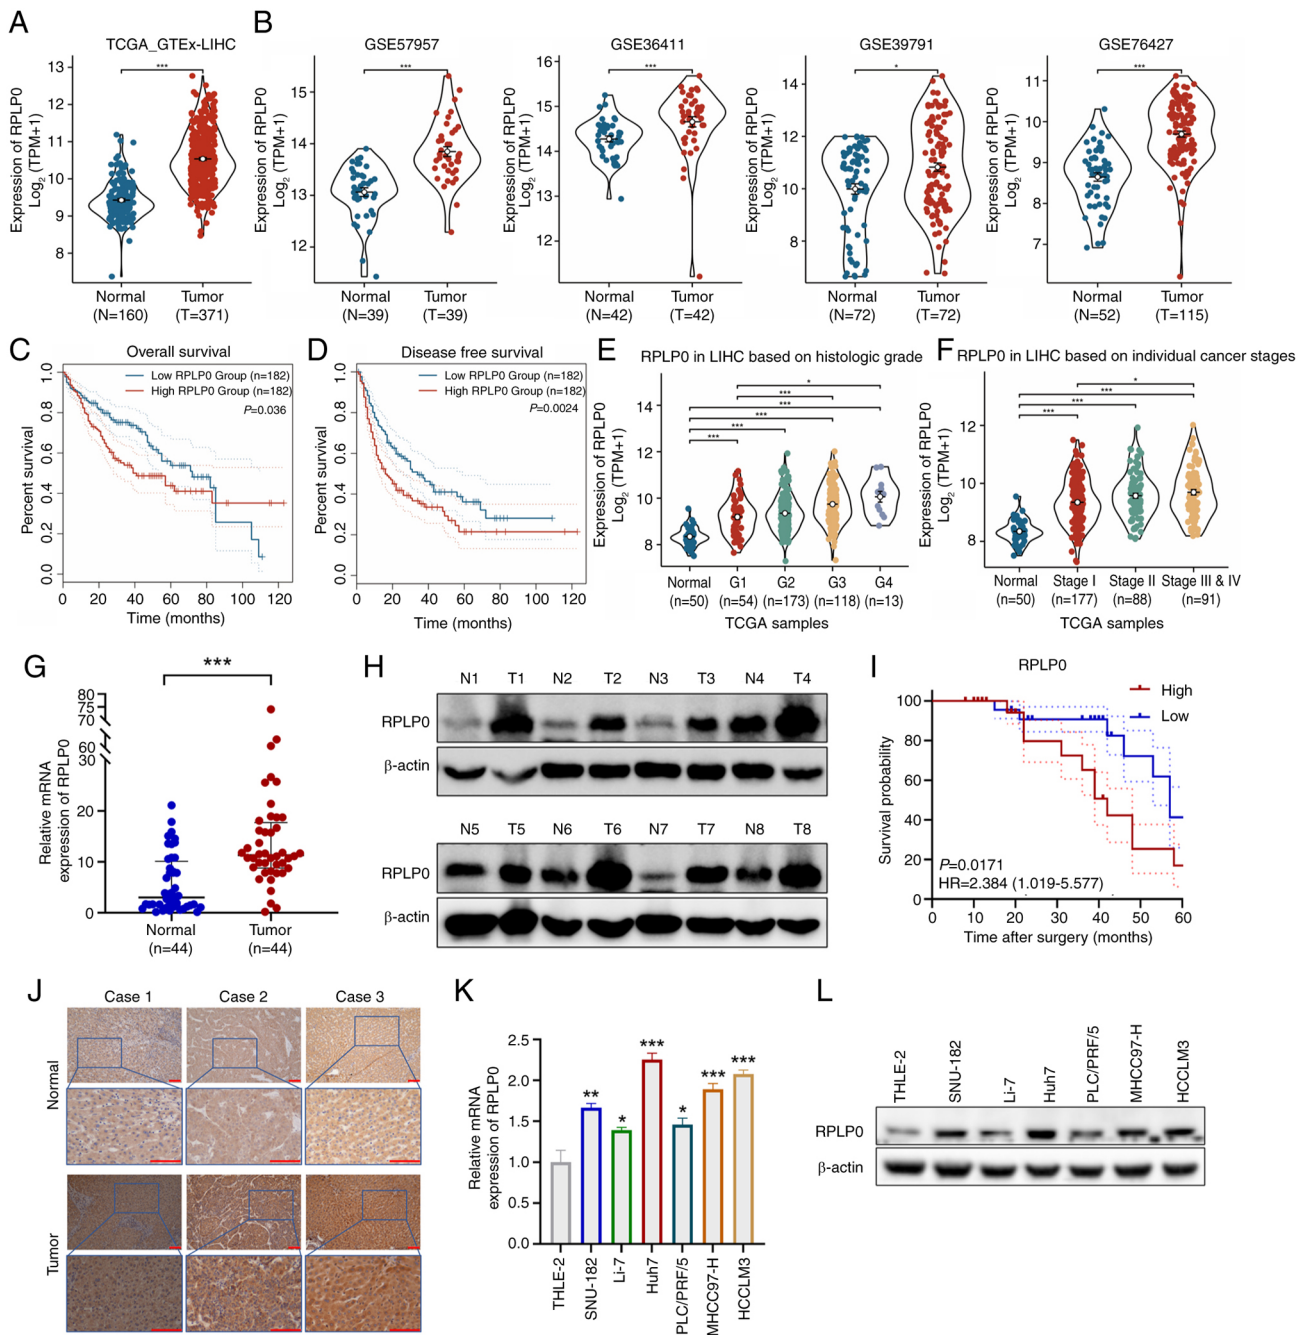 A
TCGA_GTEx-LIHC
***
Expression of RPLP0
Log2 (TPM+1)
13
12
11
10
9
8
Normal
(N=160)
Tumor
(T=371)
B
GSE57957
***
Expression of RPLP0
Log2 (TPM+1)
15
14
13
12
Normal
(N=39)
Tumor
(T=39)
GSE36411
***
Expression of RPLP0
Log2 (TPM+1)
16
15
14
13
12
Normal
(N=42)
Tumor
(T=42)
GSE39791
*
Expression of RPLP0
Log2 (TPM+1)
14
12
10
8
Normal
(N=72)
Tumor
(T=72)
GSE76427
***
Expression of RPLP0
Log2 (TPM+1)
11
10
9
8
7
Normal
(N=52)
Tumor
(T=115)
C
Overall survival
Low RPLP0 Group (n=182)
High RPLP0 Group (n=182)
P=0.036
Percent survival
1.0
0.8
0.6
0.4
0.2
0.0
0 20 40 60 80 100 120
Time (months)
D
Disease free survival
Low RPLP0 Group (n=182)
High RPLP0 Group (n=182)
P=0.0024
Percent survival
1.0
0.8
0.6
0.4
0.2
0.0
0 20 40 60 80 100 120
Time (months)
E
RPLP0 in LIHC based on histologic grade
*
***
***
***
***
***
Expression of RPLP0
Log2 (TPM+1)
14
12
10
8
Normal G1 G2 G3 G4
(n=50) (n=54) (n=173) (n=118) (n=13)
TCGA samples
F
RPLP0 in LIHC based on individual cancer stages
*
***
***
***
Expression of RPLP0
Log2 (TPM+1)
14
12
10
8
Normal Stage I Stage II Stage III & IV
(n=50) (n=177) (n=88) (n=91)
TCGA samples
G
***
Relative mRNA
expression of RPLP0
80
75
70
60
30
20
10
0
Normal
(n=44)
Tumor
(n=44)
H
N1 T1 N2 T2 N3 T3 N4 T4
RPLP0
β-actin
N5 T5 N6 T6 N7 T7 N8 T8
RPLP0
β-actin
I
RPLP0
High
Low
Survival probability
100
80
60
40
20
0
P=0.0171
HR=2.384 (1.019-5.577)
0 10 20 30 40 50 60
Time after surgery (months)
J
Case 1 Case 2 Case 3
Normal
Tumor
K
Relative mRNA
expression of RPLP0
2.5
2.0
1.5
1.0
0.5
0.0
**
*
***
*
***
***
THLE-2
SNU-182
Li-7
Huh7
PLC/PRF/5
MHCC97-H
HCCLM3
L
THLE-2
SNU-182
Li-7
Huh7
PLC/PRF/5
MHCC97-H
HCCLM3
RPLP0
β-actin